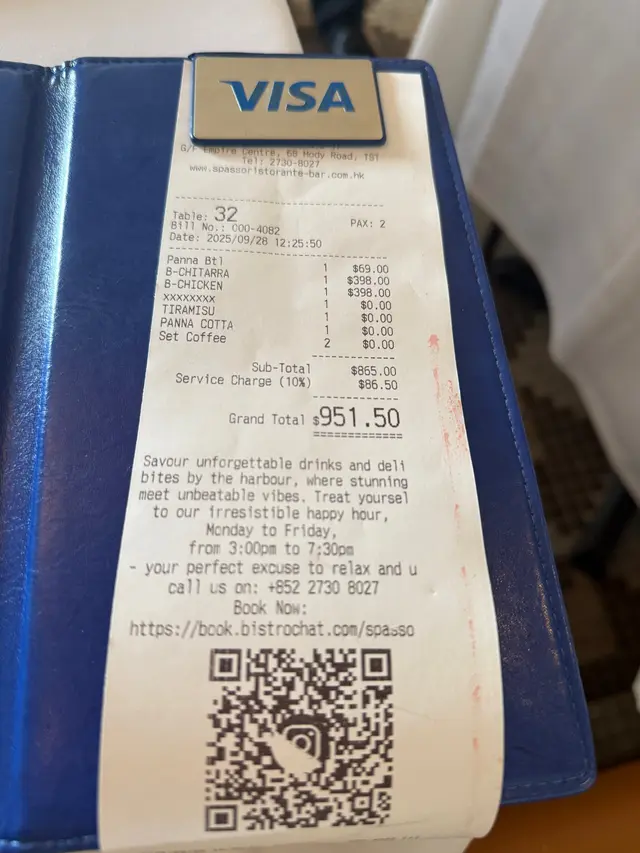 VISA
G/F Empire Centre, 68 Mody Road, TST
Tel: 2730-8027
www.spassoristorante-bar.com.hk
Table: 32 PAX: 2
Bill No.: 000-4082
Date: 2025/09/28 12:25:50
Panna Btl 1 $69.00
B-CHITARRA 1 $398.00
B-CHICKEN 1 $398.00
xxxxxxxx 1 $0.00
TIRAMISU 1 $0.00
PANNA COTTA 1 $0.00
Set Coffee 2 $0.00
Sub-Total $865.00
Service Charge (10%) $86.50
Grand Total $951.50
Savour unforgettable drinks and deli
bites by the harbour, where stunning
meet unbeatable vibes. Treat yoursel
to our irresistible happy hour,
Monday to Friday,
from 3:00pm to 7:30pm
- your perfect excuse to relax and u
call us on: +852 2730 8027
Book Now:
https://book.bistrochat.com/spasso